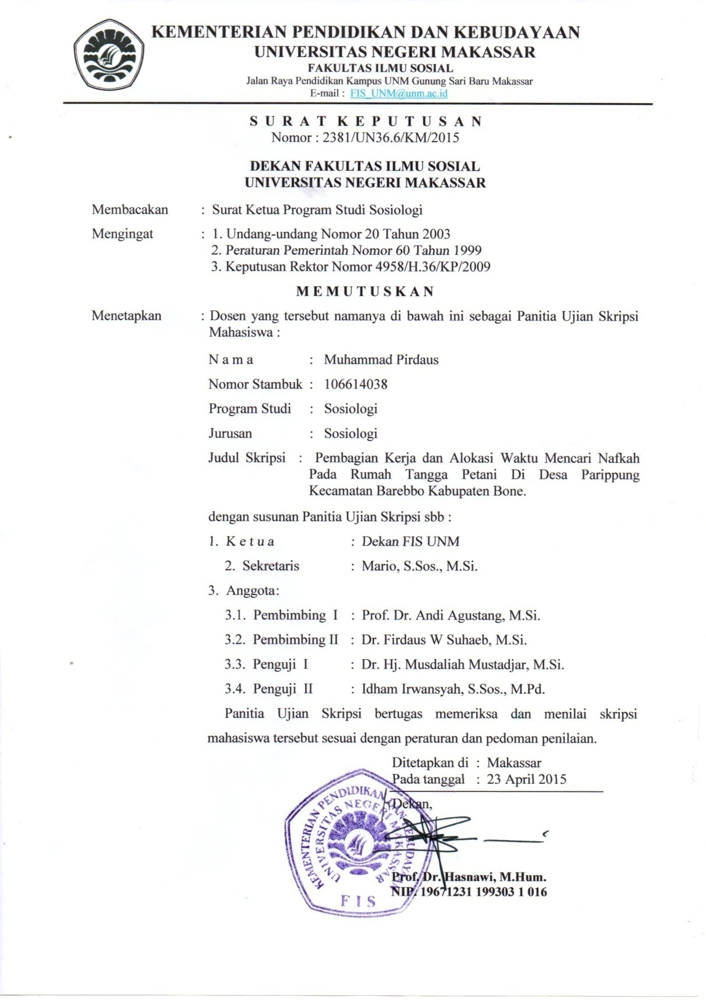 KEMENTERIAN PENDIDIKAN DAN KEBUDAYAAN
UNIVERSITAS NEGERI MAKASSAR
FAKULTAS ILMU SOSIAL
Jalan Raya Pendidikan Kampus UNM Gunung Sari Baru Makassar
E-mail : FIS_UNM@unm.ac.id
S U R A T K E P U T U S A N
Nomor : 2381/UN36.6/KM/2015
DEKAN FAKULTAS ILMU SOSIAL
UNIVERSITAS NEGERI MAKASSAR
Membacakan : Surat Ketua Program Studi Sosiologi
Mengingat : 1. Undang-undang Nomor 20 Tahun 2003
2. Peraturan Pemerintah Nomor 60 Tahun 1999
3. Keputusan Rektor Nomor 4958/H.36/KP/2009
M E M U T U S K A N
Menetapkan : Dosen yang tersebut namanya di bawah ini sebagai Panitia Ujian Skripsi
Mahasiswa :
N a m a : Muhammad Pirdaus
Nomor Stambuk : 106614038
Program Studi : Sosiologi
Jurusan : Sosiologi
Judul Skripsi : Pembagian Kerja dan Alokasi Waktu Mencari Nafkah
Pada Rumah Tangga Petani Di Desa Parippung
Kecamatan Barebbo Kabupaten Bone.
dengan susunan Panitia Ujian Skripsi sbb :
1. K e t u a : Dekan FIS UNM
2. Sekretaris : Mario, S.Sos., M.Si.
3. Anggota:
3.1. Pembimbing I : Prof. Dr. Andi Agustang, M.Si.
3.2. Pembimbing II : Dr. Firdaus W Suhaeb, M.Si.
3.3. Penguji I : Dr. Hj. Musdaliah Mustadjar, M.Si.
3.4. Penguji II : Idham Irwansyah, S.Sos., M.Pd.
Panitia Ujian Skripsi bertugas memeriksa dan menilai skripsi
mahasiswa tersebut sesuai dengan peraturan dan pedoman penilaian.
Ditetapkan di : Makassar
Pada tanggal : 23 April 2015
Dekan,
KEMENTERIAN PENDIDIKAN DAN KEBUDAYAAN
UNIVERSITAS NEGERI MAKASSAR
F I S
Prof. Dr. Hasnawi, M.Hum.
NIP. 19671231 199303 1 016